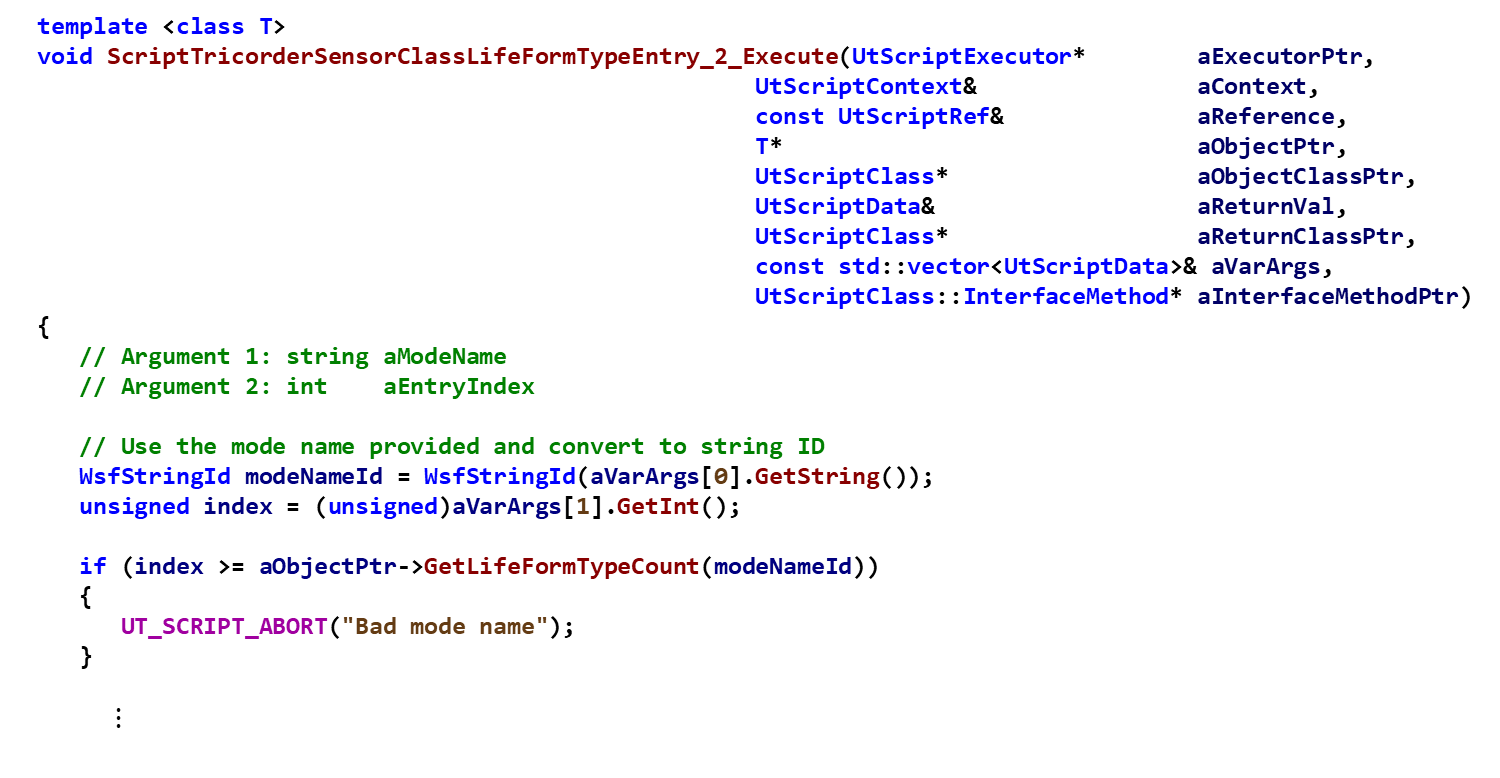 template <class T>
void ScriptTricorderSensorClassLifeFormTypeEntry_2_Execute(UtScriptExecutor*        aExecutorPtr,
                                                    UtScriptContext&                aContext,
                                                    const UtScriptRef&              aReference,
                                                    T*                              aObjectPtr,
                                                    UtScriptClass*                  aObjectClassPtr,
                                                    UtScriptData&                   aReturnVal,
                                                    UtScriptClass*                  aReturnClassPtr,
                                                    const std::vector<UtScriptData>& aVarArgs,
                                                    UtScriptClass::InterfaceMethod* aInterfaceMethodPtr)
{
   // Argument 1: string aModeName
   // Argument 2: int    aEntryIndex

   // Use the mode name provided and convert to string ID
   WsfStringId modeNameId = WsfStringId(aVarArgs[0].GetString());
   unsigned index = (unsigned)aVarArgs[1].GetInt();

   if (index >= aObjectPtr->GetLifeFormTypeCount(modeNameId))
   {
      UT_SCRIPT_ABORT("Bad mode name");
   }

      ⋮